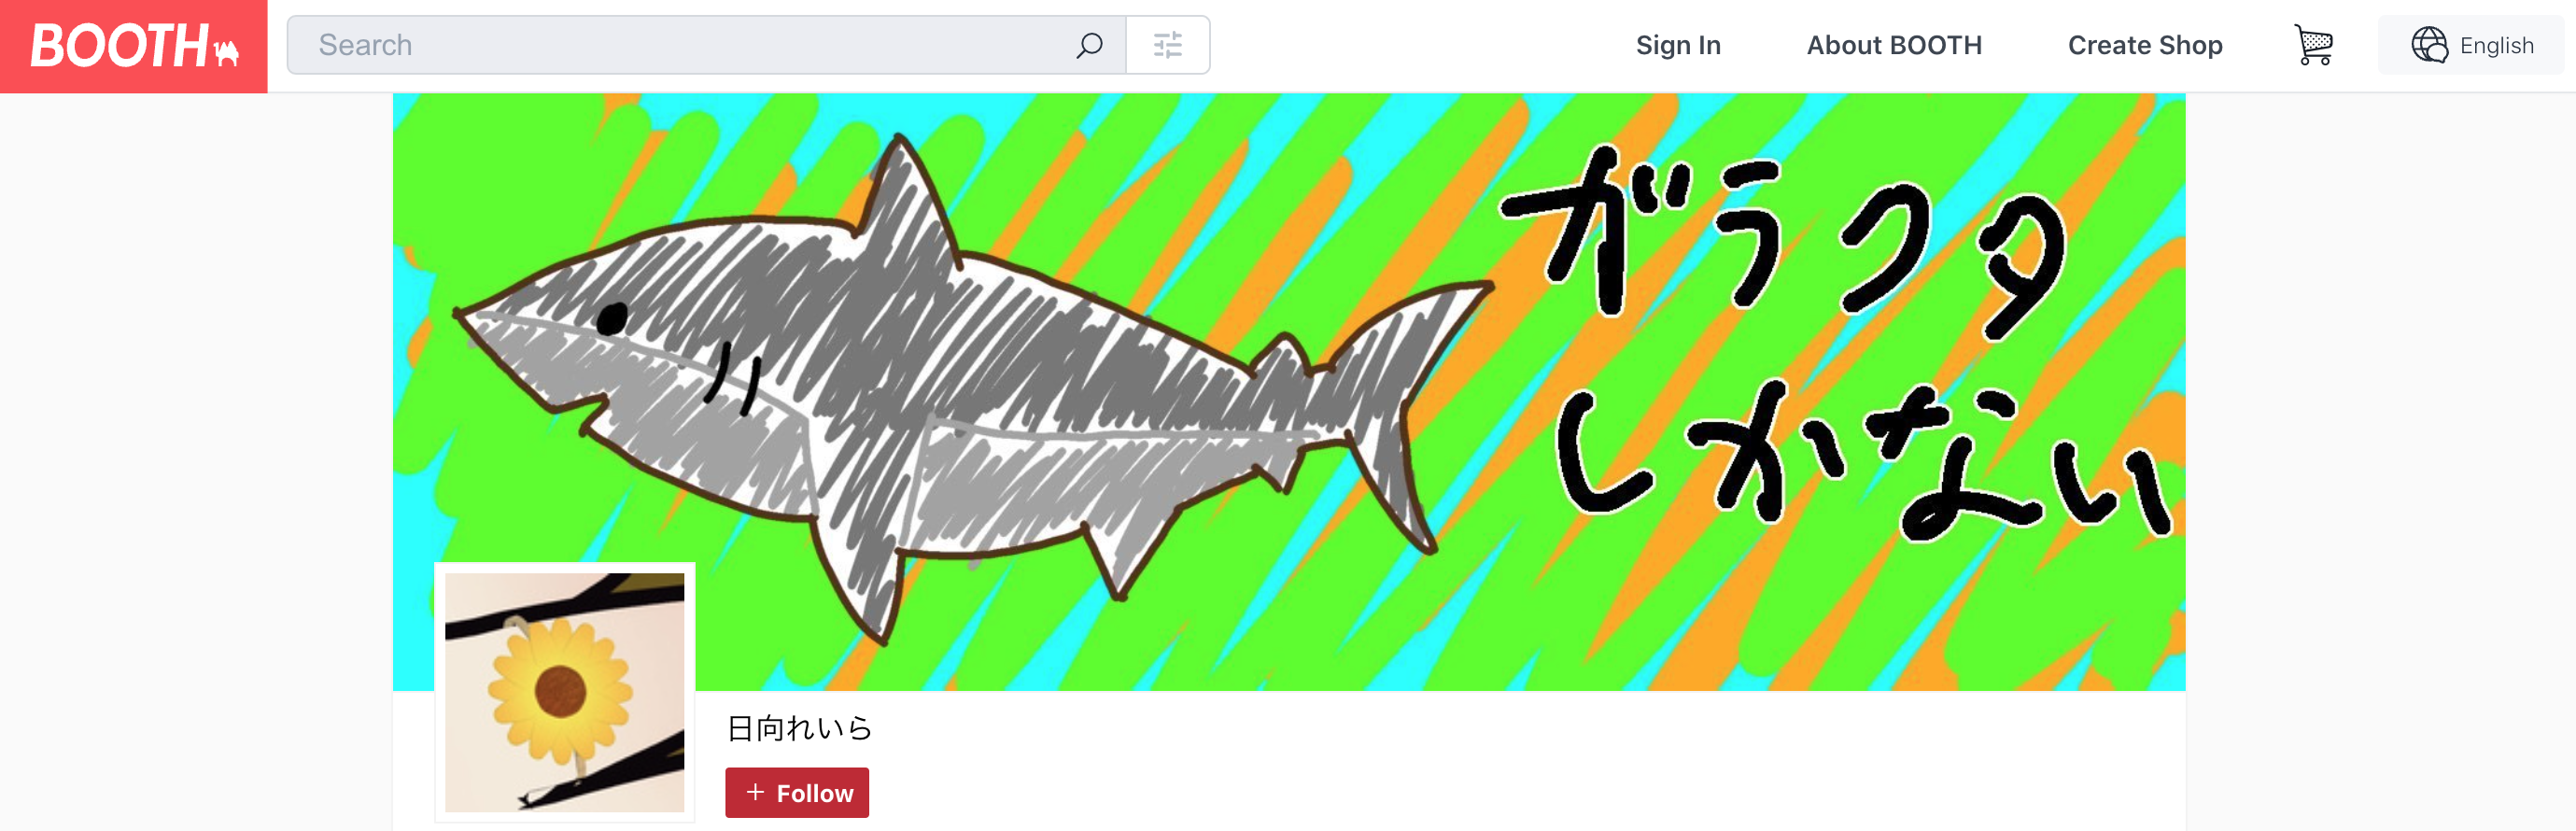 BOOTH
Search
Sign In
About BOOTH
Create Shop
English
ガラクタ
しかない
日向れいら
+ Follow